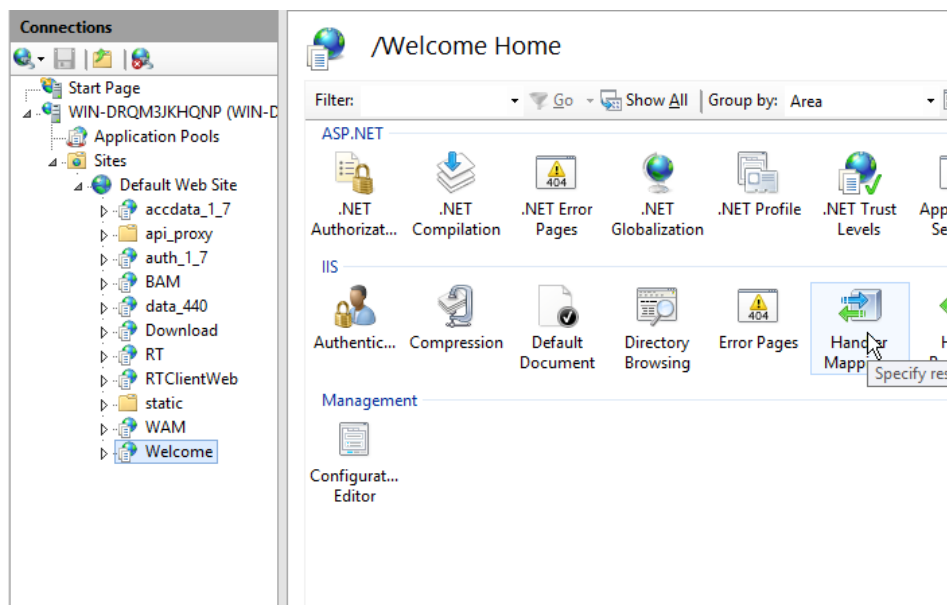 Connections
Start Page
WIN-DRQM3JKHQNP (WIN-D
Application Pools
Sites
Default Web Site
accdata_1_7
api_proxy
auth_1_7
BAM
data_440
Download
RT
RTClientWeb
static
WAM
Welcome
/Welcome Home
Filter: Go Show All Group by: Area
ASP.NET
.NET Authorizat...
.NET Compilation
.NET Error Pages
.NET Globalization
.NET Profile
.NET Trust Levels
404
IIS
Authentic...
Compression
Default Document
Directory Browsing
Error Pages
404
Specify res
Management
Configurat...
Editor